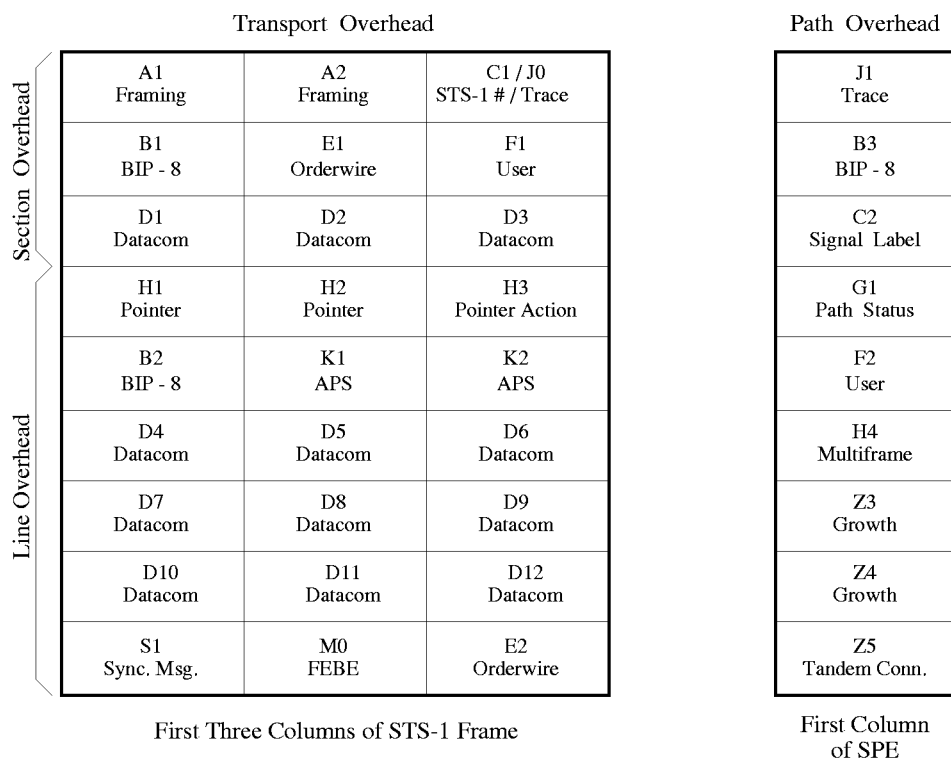 Transport Overhead
Path Overhead
Section Overhead
Line Overhead
A1
Framing
A2
Framing
C1 / J0
STS-1 # / Trace
B1
BIP - 8
E1
Orderwire
F1
User
D1
Datacom
D2
Datacom
D3
Datacom
H1
Pointer
H2
Pointer
H3
Pointer Action
B2
BIP - 8
K1
APS
K2
APS
D4
Datacom
D5
Datacom
D6
Datacom
D7
Datacom
D8
Datacom
D9
Datacom
D10
Datacom
D11
Datacom
D12
Datacom
S1
Sync. Msg.
M0
FEBE
E2
Orderwire
First Three Columns of STS-1 Frame
J1
Trace
B3
BIP - 8
C2
Signal Label
G1
Path Status
F2
User
H4
Multiframe
Z3
Growth
Z4
Growth
Z5
Tandem Conn.
First Column
of SPE